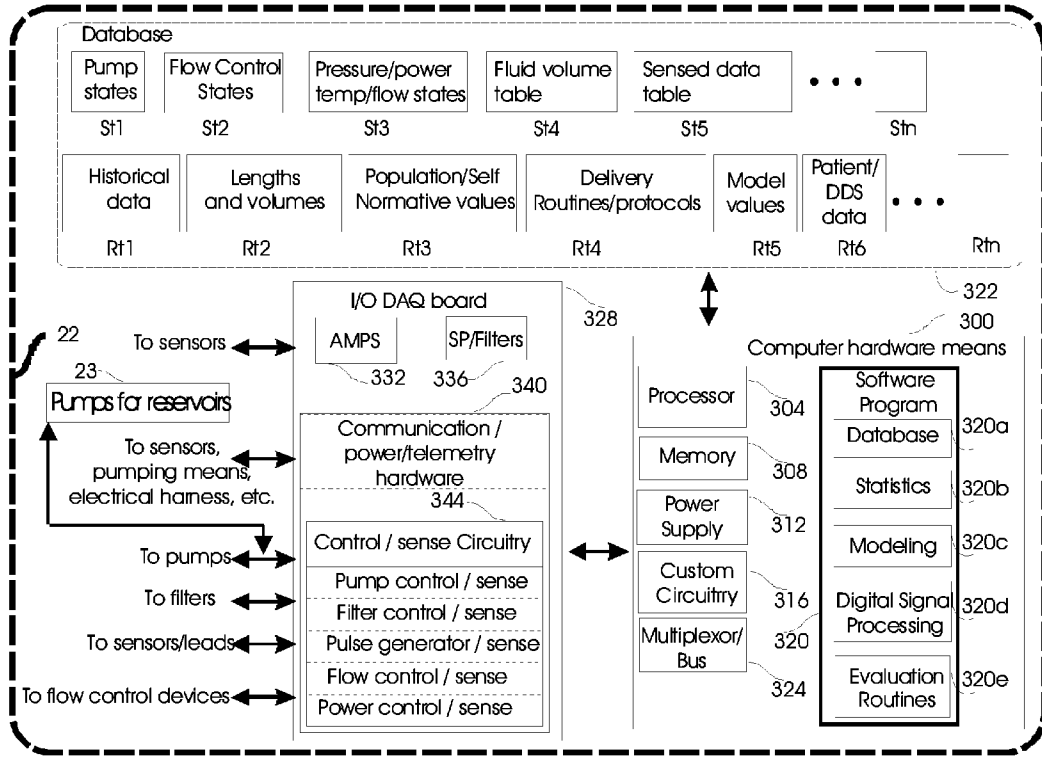 Database
Pump
states
Flow Control
States
Pressure/power
temp/flow states
Fluid volume
table
Sensed data
table
• • •
St1
St2
St3
St4
St5
Stn
Historical
data
Lengths
and volumes
Population/Self
Normative values
Delivery
Routines/protocols
Model
values
Patient/
DDS
data
• • •
Rt1
Rt2
Rt3
Rt4
Rt5
Rt6
Rtn
322
I/O DAQ board
328
300
22
To sensors
AMPS
SP/Filters
332
336
340
23
Pumps for reservoirs
Communication /
power/telemetry
hardware
To sensors,
pumping means,
electrical harness, etc.
344
Control / sense Circuitry
To pumps
Pump control / sense
To filters
Filter control / sense
To sensors/leads
Pulse generator / sense
Flow control / sense
To flow control devices
Power control / sense
Computer hardware means
Processor
304
Memory
308
Power
Supply
312
Custom
Circuitrry
316
Multiplexor/
Bus
320
324
Software
Program
Database
320a
Statistics
320b
Modeling
320c
Digital Signal
Processing
320d
Evaluation
Routines
320e